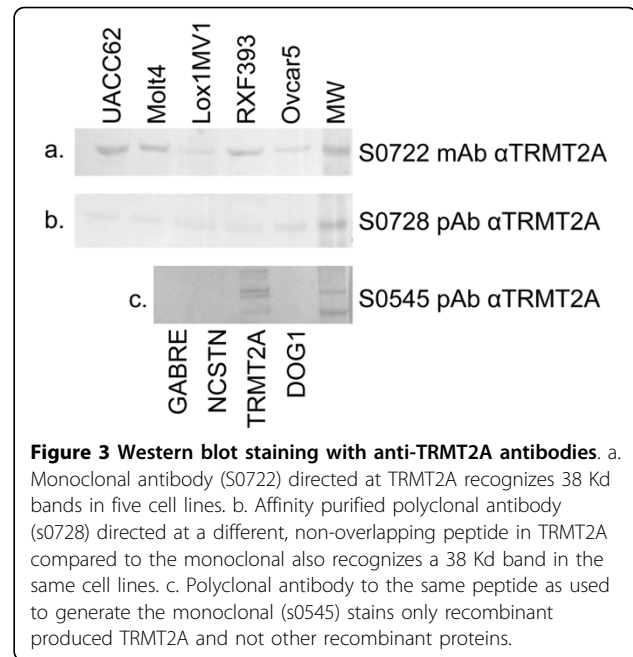 UACC62
Molt4
Lox1MV1
RXF393
Ovcar5
MW
a.
S0722 mAb αTRMT2A
b.
S0728 pAb αTRMT2A
c.
S0545 pAb αTRMT2A
GABRE
NCSTN
TRMT2A
DOG1
Figure 3 Western blot staining with anti-TRMT2A antibodies. a.
Monoclonal antibody (S0722) directed at TRMT2A recognizes 38 Kd
bands in five cell lines. b. Affinity purified polyclonal antibody
(s0728) directed at a different, non-overlapping peptide in TRMT2A
compared to the monoclonal also recognizes a 38 Kd band in the
same cell lines. c. Polyclonal antibody to the same peptide as used
to generate the monoclonal (s0545) stains only recombinant
produced TRMT2A and not other recombinant proteins.